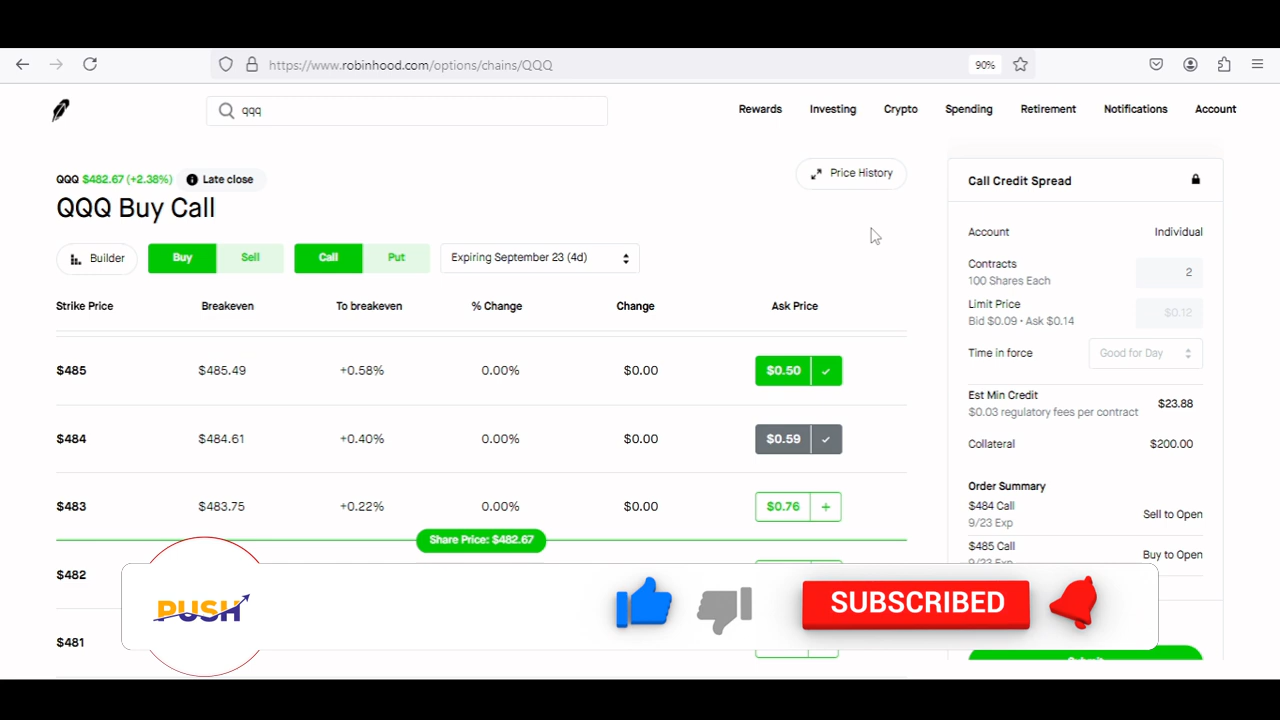 https://www.robinhood.com/options/chains/QQQ
90%
qqq
Rewards
Investing
Crypto
Spending
Retirement
Notifications
Account
QQQ $482.67 (+2.38%)
Late close
QQQ Buy Call
Price History
Builder
Buy
Sell
Call
Put
Expiring September 23 (4d)
Strike Price
Breakeven
To breakeven
% Change
Change
Ask Price
$485
$485.49
+0.58%
0.00%
$0.00
$0.50
$484
$484.61
+0.40%
0.00%
$0.00
$0.59
$483
$483.75
+0.22%
0.00%
$0.00
$0.76
Share Price: $482.67
$482
$481
Call Credit Spread
Account
Individual
Contracts
100 Shares Each
2
Limit Price
Bid $0.09 • Ask $0.14
$0.12
Time in force
Good for Day
Est Min Credit
$0.03 regulatory fees per contract
$23.88
Collateral
$200.00
Order Summary
$484 Call
9/23 Exp
Sell to Open
$485 Call
9/23 Exp
Buy to Open
PUSH
SUBSCRIBED